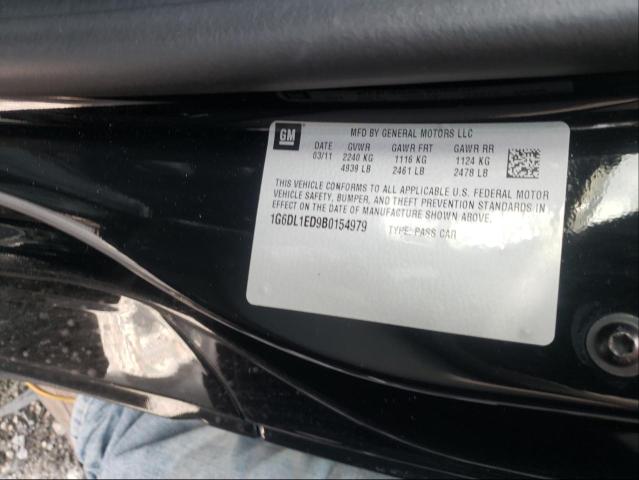 GM
MFD BY GENERAL MOTORS LLC
DATE GVWR GAWR FRT GAWR RR
03/11 2240 KG 1116 KG 1124 KG
4939 LB 2461 LB 2478 LB
THIS VEHICLE CONFORMS TO ALL APPLICABLE U.S. FEDERAL MOTOR
VEHICLE SAFETY, BUMPER, AND THEFT PREVENTION STANDARDS IN
EFFECT ON THE DATE OF MANUFACTURE SHOWN ABOVE.
1G6DL1ED9B0154979 TYPE: PASS CAR